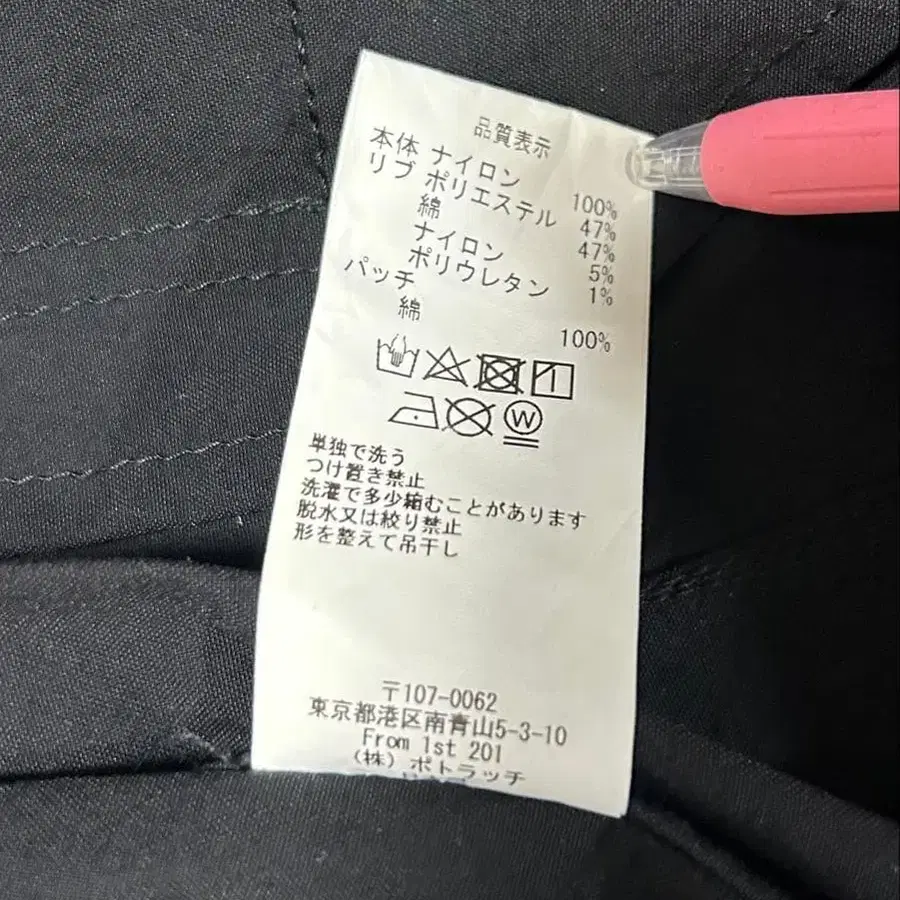 品質表示
本体 ナイロン 100%
リブ ポリエステル 47%
綿 47%
ナイロン 5%
ポリウレタン 1%
パッチ
綿 100%
W
単独で洗う
つけ置き禁止
洗濯で多少縮むことがあります
脱水又は絞り禁止
形を整えて吊干し
〒107-0062
東京都港区南青山5-3-10
From 1st 201
(株) ポトラッチ